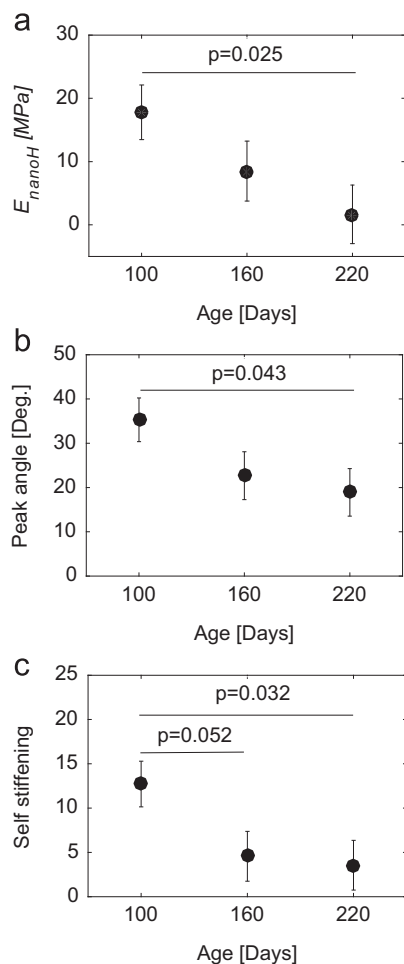 a
30
p=0.025
20
10
0
E_nanoH [MPa]
100 160 220
Age [Days]
b
50
p=0.043
40
30
20
10
0
Peak angle [Deg.]
100 160 220
Age [Days]
c
25
20
p=0.032
15
p=0.052
10
5
0
Self stiffening
100 160 220
Age [Days]